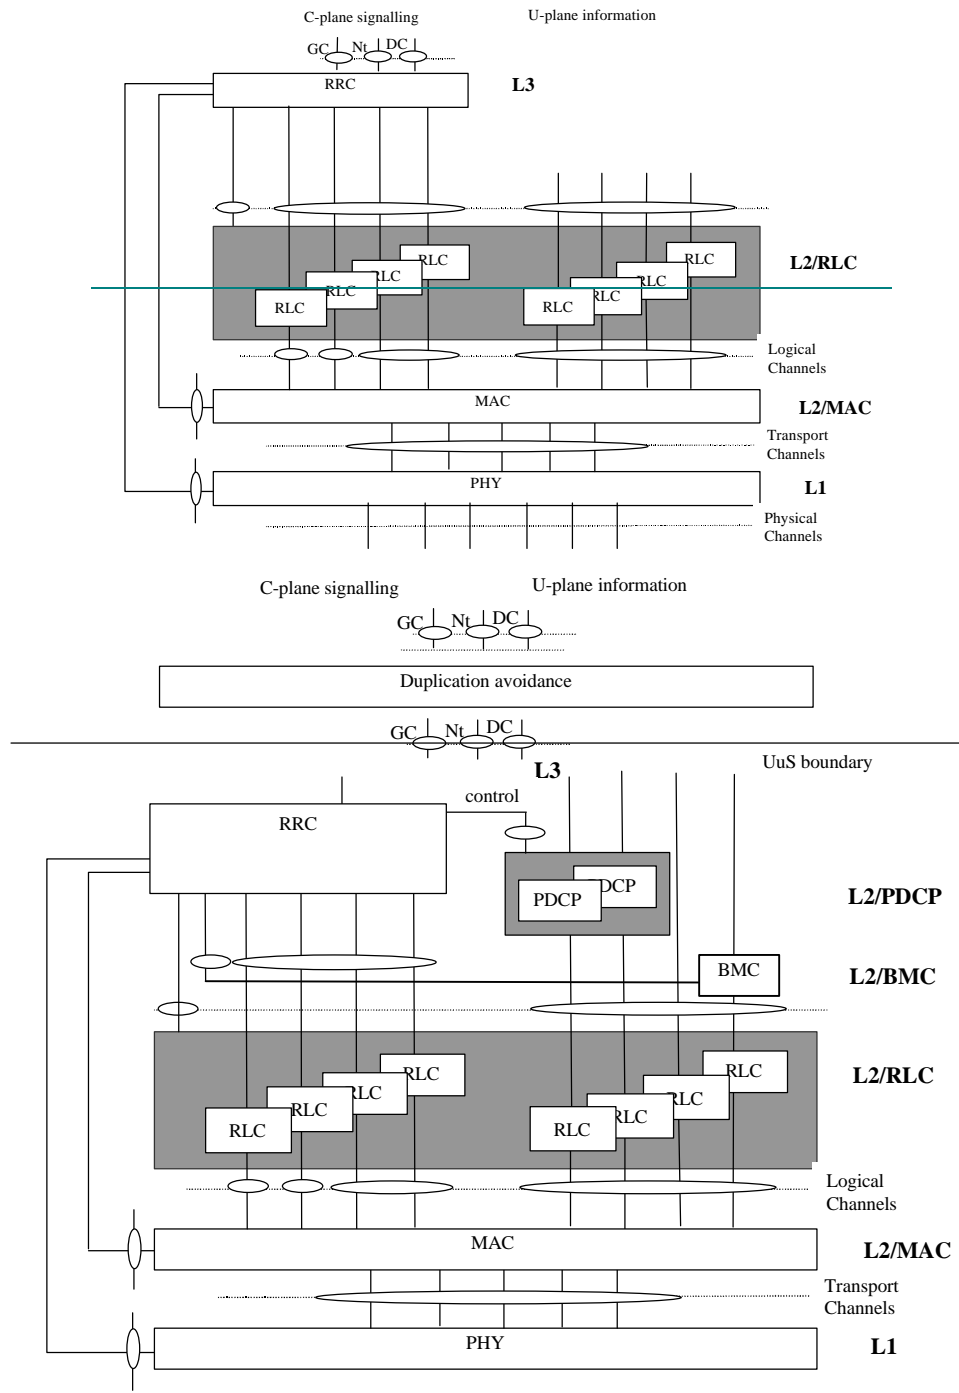 C-plane signalling
U-plane information
GC Nt DC
RRC
L3
RLC
RLC
RLC
RLC
RLC
RLC
RLC
RLC
L2/RLC
Logical
Channels
MAC
L2/MAC
Transport
Channels
PHY
L1
Physical
Channels
C-plane signalling
U-plane information
GC Nt DC
Duplication avoidance
GC Nt DC
UuS boundary
L3
control
RRC
PDCP
PDCP
L2/PDCP
BMC
L2/BMC
RLC
RLC
RLC
RLC
RLC
RLC
RLC
RLC
L2/RLC
Logical
Channels
MAC
L2/MAC
Transport
Channels
PHY
L1